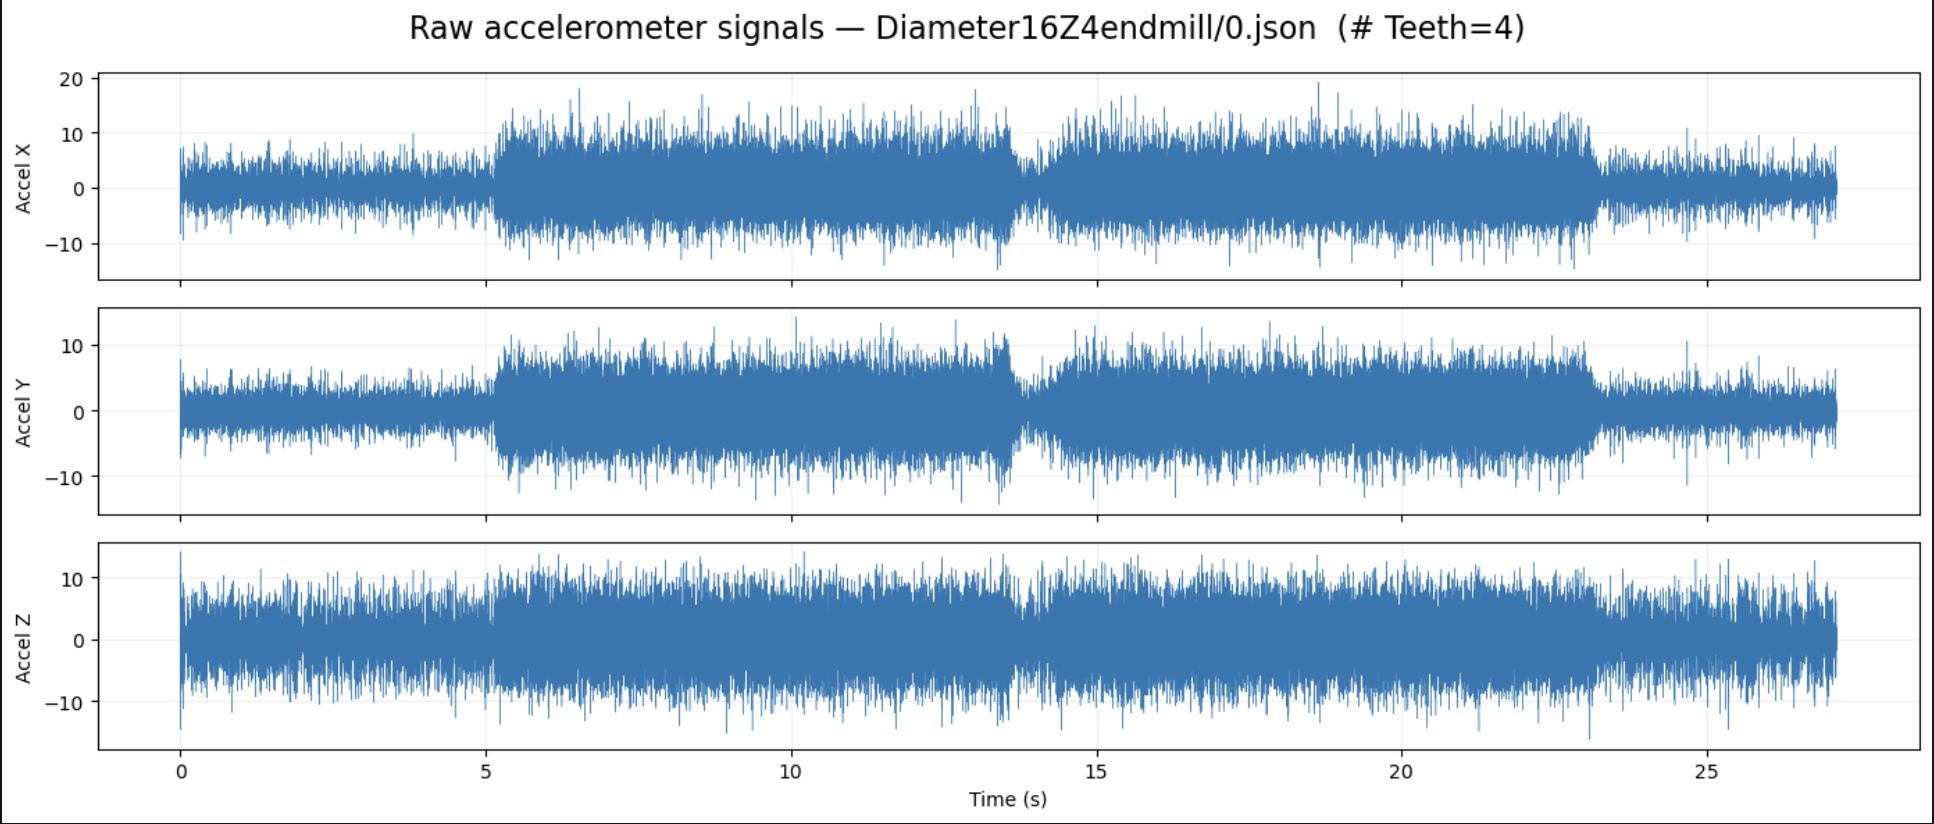 Raw accelerometer signals — Diameter16Z4endmill/0.json  (# Teeth=4)
20
10
0
−10
Accel X
10
0
−10
Accel Y
10
0
−10
Accel Z
0 5 10 15 20 25
Time (s)